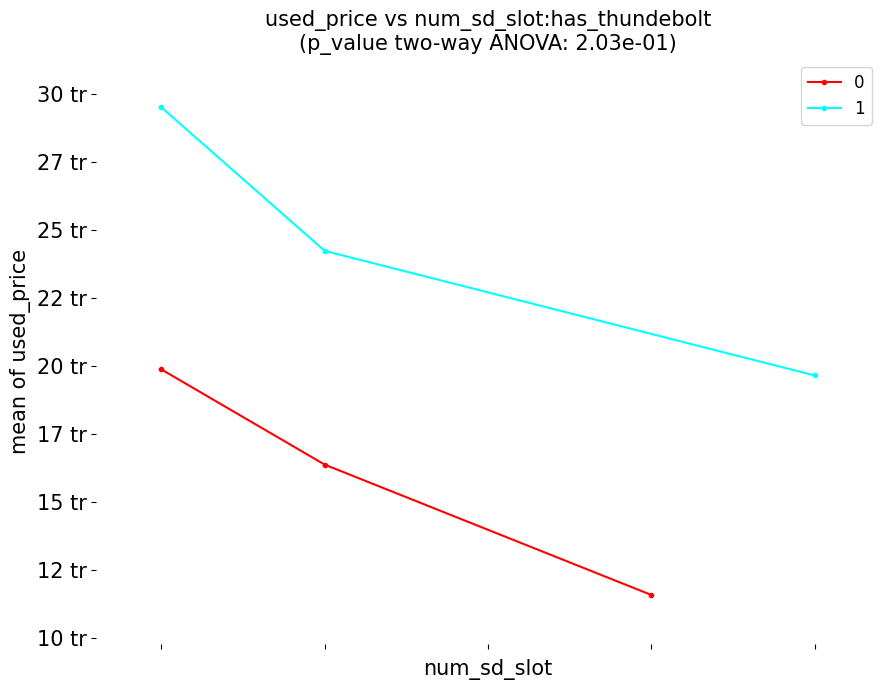 used_price vs num_sd_slot:has_thundebolt
(p_value two-way ANOVA: 2.03e-01)
0
1
30 tr
27 tr
25 tr
22 tr
20 tr
17 tr
15 tr
12 tr
10 tr
mean of used_price
num_sd_slot